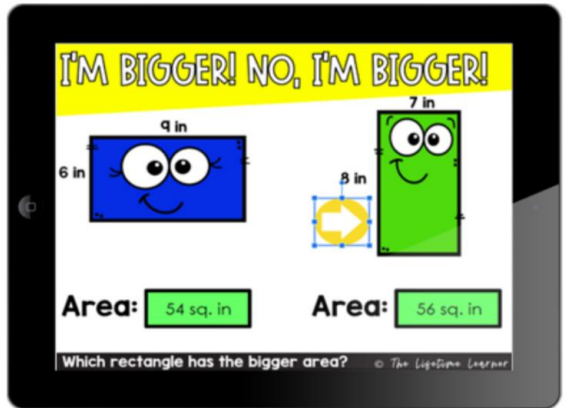 I'M BIGGER! NO, I'M BIGGER!
7 in
9 in
6 in
8 in
Area: 54 sq. in
Area: 56 sq. in
Which rectangle has the bigger area? © The Lifetime Learner